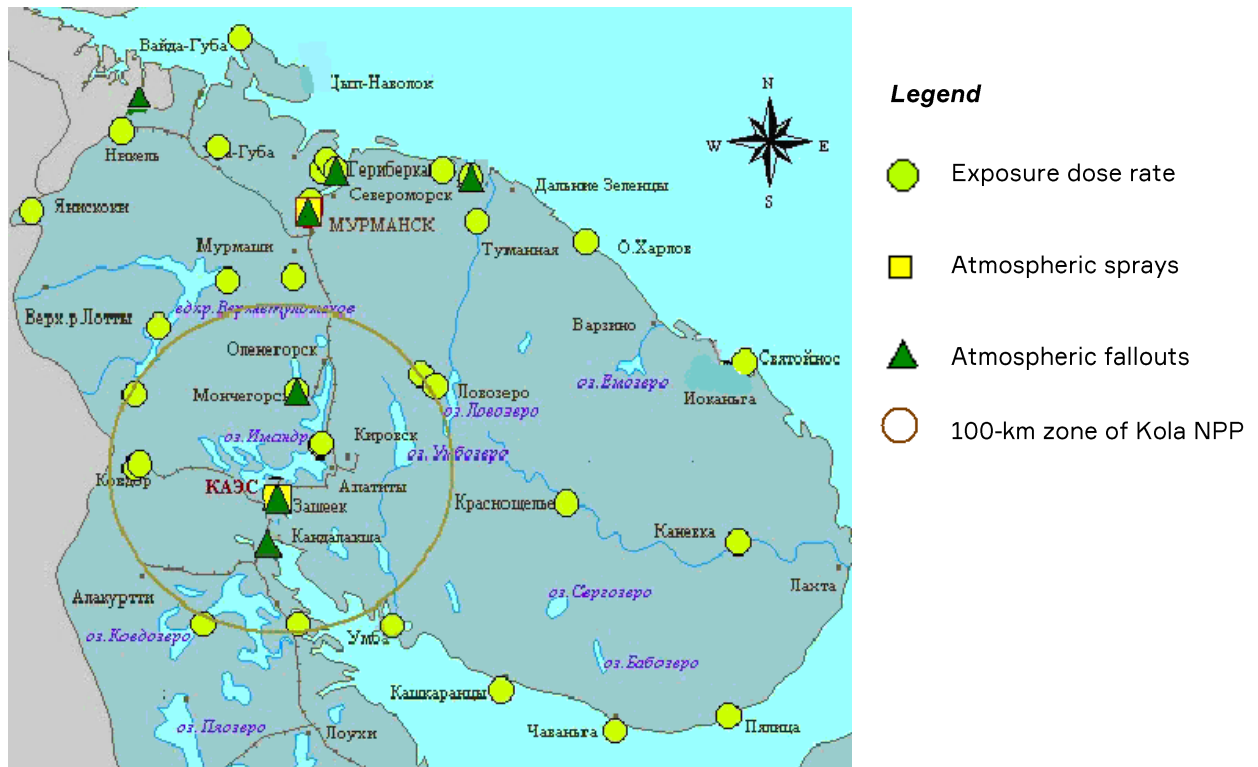 Вайда-Губа
Цып-Наволок
N
W
E
S
Никель
-Губа
Териберка
Североморск
Дальние Зеленцы
Янискоски
МУРМАНСК
Туманная
О.Харлов
Мурмаши
Верх.р.Лотты
Варзино
Оленегорск
Святойнос
оз.Емозеро
Иоканьга
Мончегорск
Ловозеро
оз.Ловозеро
оз.Имандр
Кировск
оз.Умбозеро
Ковдор
КАЭС
Апатиты
Зашеек
Краснощелье
Каневка
Кандалакша
Лахта
Алакуртти
оз.Сергозеро
оз.Ковдозеро
Умба
оз.Бабозеро
Кашкаранцы
оз.Пяозеро
Лоухи
Чаваньга
Пялица
Legend
Exposure dose rate
Atmospheric sprays
Atmospheric fallouts
100-km zone of Kola NPP